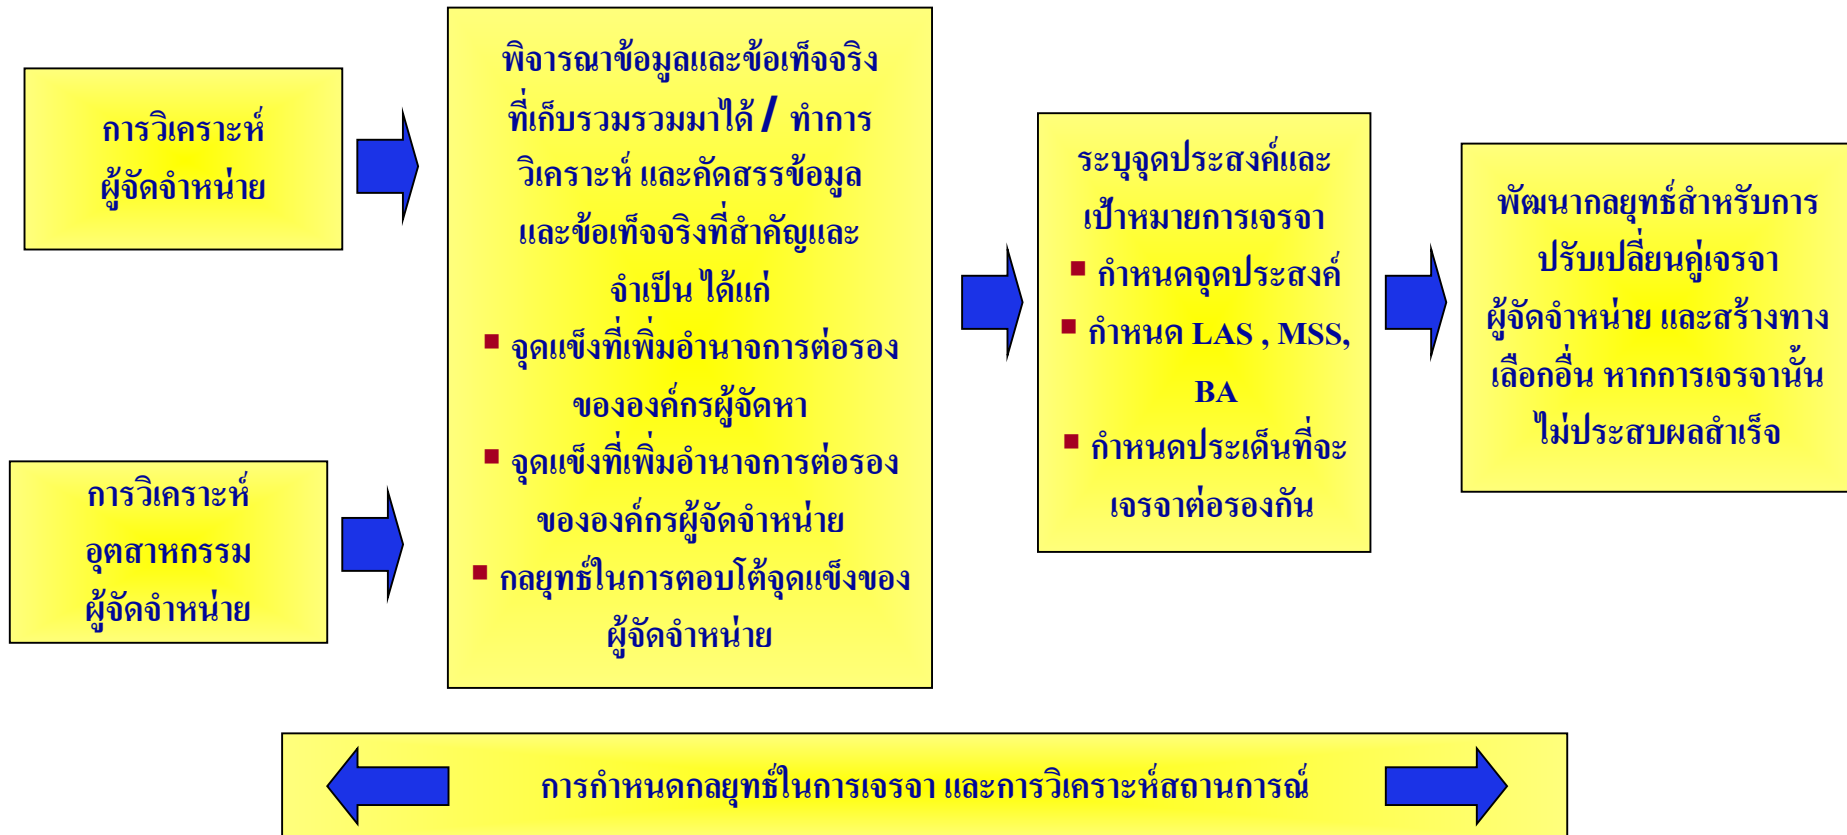 การวิเคราะห์
ผู้จัดจำหน่าย
การวิเคราะห์
อุตสาหกรรม
ผู้จัดจำหน่าย
พิจารณาข้อมูลและข้อเท็จจริง
ที่เก็บรวมรวมมาได้ / ทำการ
วิเคราะห์ และคัดสรรข้อมูล
และข้อเท็จจริงที่สำคัญและ
จำเป็น ได้แก่
▪ จุดแข็งที่เพิ่มอำนาจการต่อรอง
ขององค์กรผู้จัดหา
▪ จุดแข็งที่เพิ่มอำนาจการต่อรอง
ขององค์กรผู้จัดจำหน่าย
▪ กลยุทธ์ในการตอบโต้จุดแข็งของ
ผู้จัดจำหน่าย
ระบุจุดประสงค์และ
เป้าหมายการเจรจา
▪ กำหนดจุดประสงค์
▪ กำหนด LAS , MSS,
BA
▪ กำหนดประเด็นที่จะ
เจรจาต่อรองกัน
พัฒนากลยุทธ์สำหรับการ
ปรับเปลี่ยนคู่เจรจา
ผู้จัดจำหน่าย และสร้างทาง
เลือกอื่น หากการเจรจานั้น
ไม่ประสบผลสำเร็จ
การกำหนดกลยุทธ์ในการเจรจา และการวิเคราะห์สถานการณ์